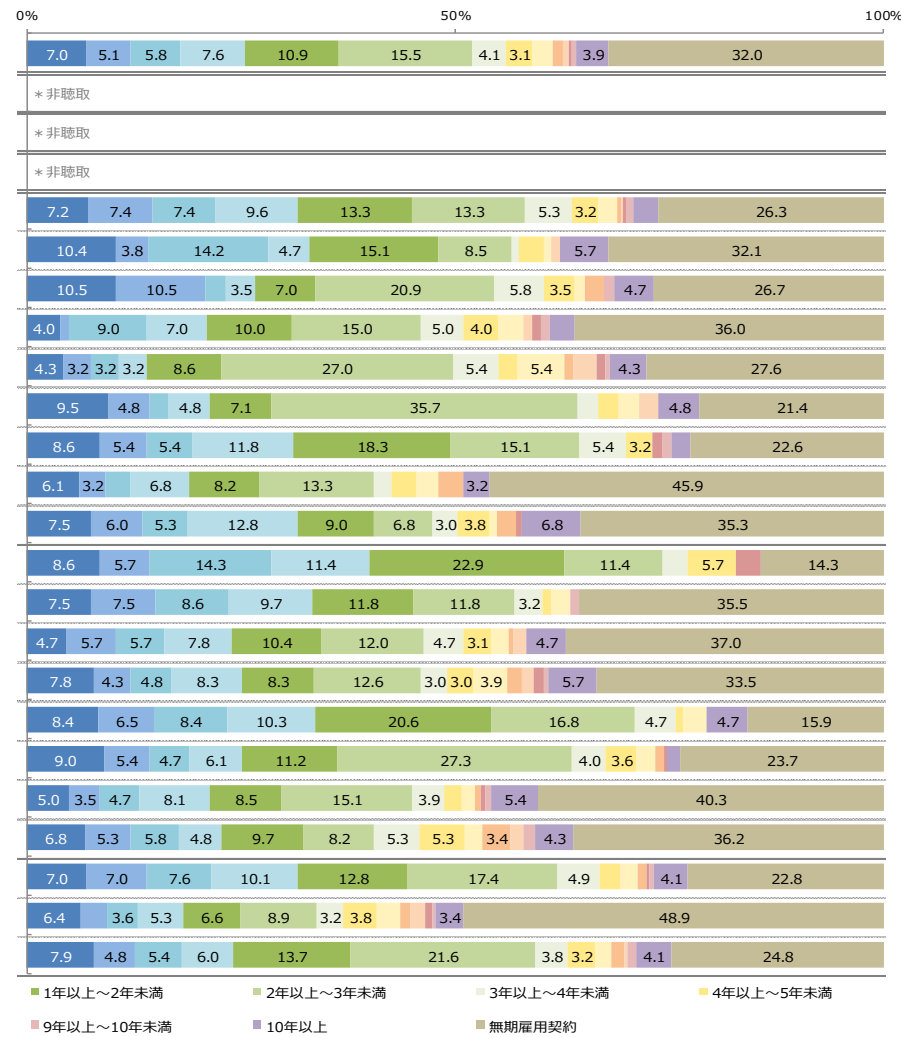 0% 50% 100%
7.0 5.1 5.8 7.6 10.9 15.5 4.1 3.1 3.9 32.0
＊非聴取
＊非聴取
＊非聴取
7.2 7.4 7.4 9.6 13.3 13.3 5.3 3.2 26.3
10.4 3.8 14.2 4.7 15.1 8.5 5.7 32.1
10.5 10.5 3.5 7.0 20.9 5.8 3.5 4.7 26.7
4.0 9.0 7.0 10.0 15.0 5.0 4.0 36.0
4.3 3.2 3.2 3.2 8.6 27.0 5.4 5.4 4.3 27.6
9.5 4.8 4.8 7.1 35.7 4.8 21.4
8.6 5.4 5.4 11.8 18.3 15.1 5.4 3.2 22.6
6.1 3.2 6.8 8.2 13.3 3.2 45.9
7.5 6.0 5.3 12.8 9.0 6.8 3.0 3.8 6.8 35.3
8.6 5.7 14.3 11.4 22.9 11.4 5.7 14.3
7.5 7.5 8.6 9.7 11.8 11.8 3.2 35.5
4.7 5.7 5.7 7.8 10.4 12.0 4.7 3.1 4.7 37.0
7.8 4.3 4.8 8.3 8.3 12.6 3.0 3.0 3.9 5.7 33.5
8.4 6.5 8.4 10.3 20.6 16.8 4.7 4.7 15.9
9.0 5.4 4.7 6.1 11.2 27.3 4.0 3.6 23.7
5.0 3.5 4.7 8.1 8.5 15.1 3.9 5.4 40.3
6.8 5.3 5.8 4.8 9.7 8.2 5.3 5.3 3.4 4.3 36.2
7.0 7.0 7.6 10.1 12.8 17.4 4.9 4.1 22.8
6.4 3.6 5.3 6.6 8.9 3.2 3.8 3.4 48.9
7.9 4.8 5.4 6.0 13.7 21.6 3.8 3.2 4.1 24.8
1年以上～2年未満 2年以上～3年未満 3年以上～4年未満 4年以上～5年未満
9年以上～10年未満 10年以上 無期雇用契約